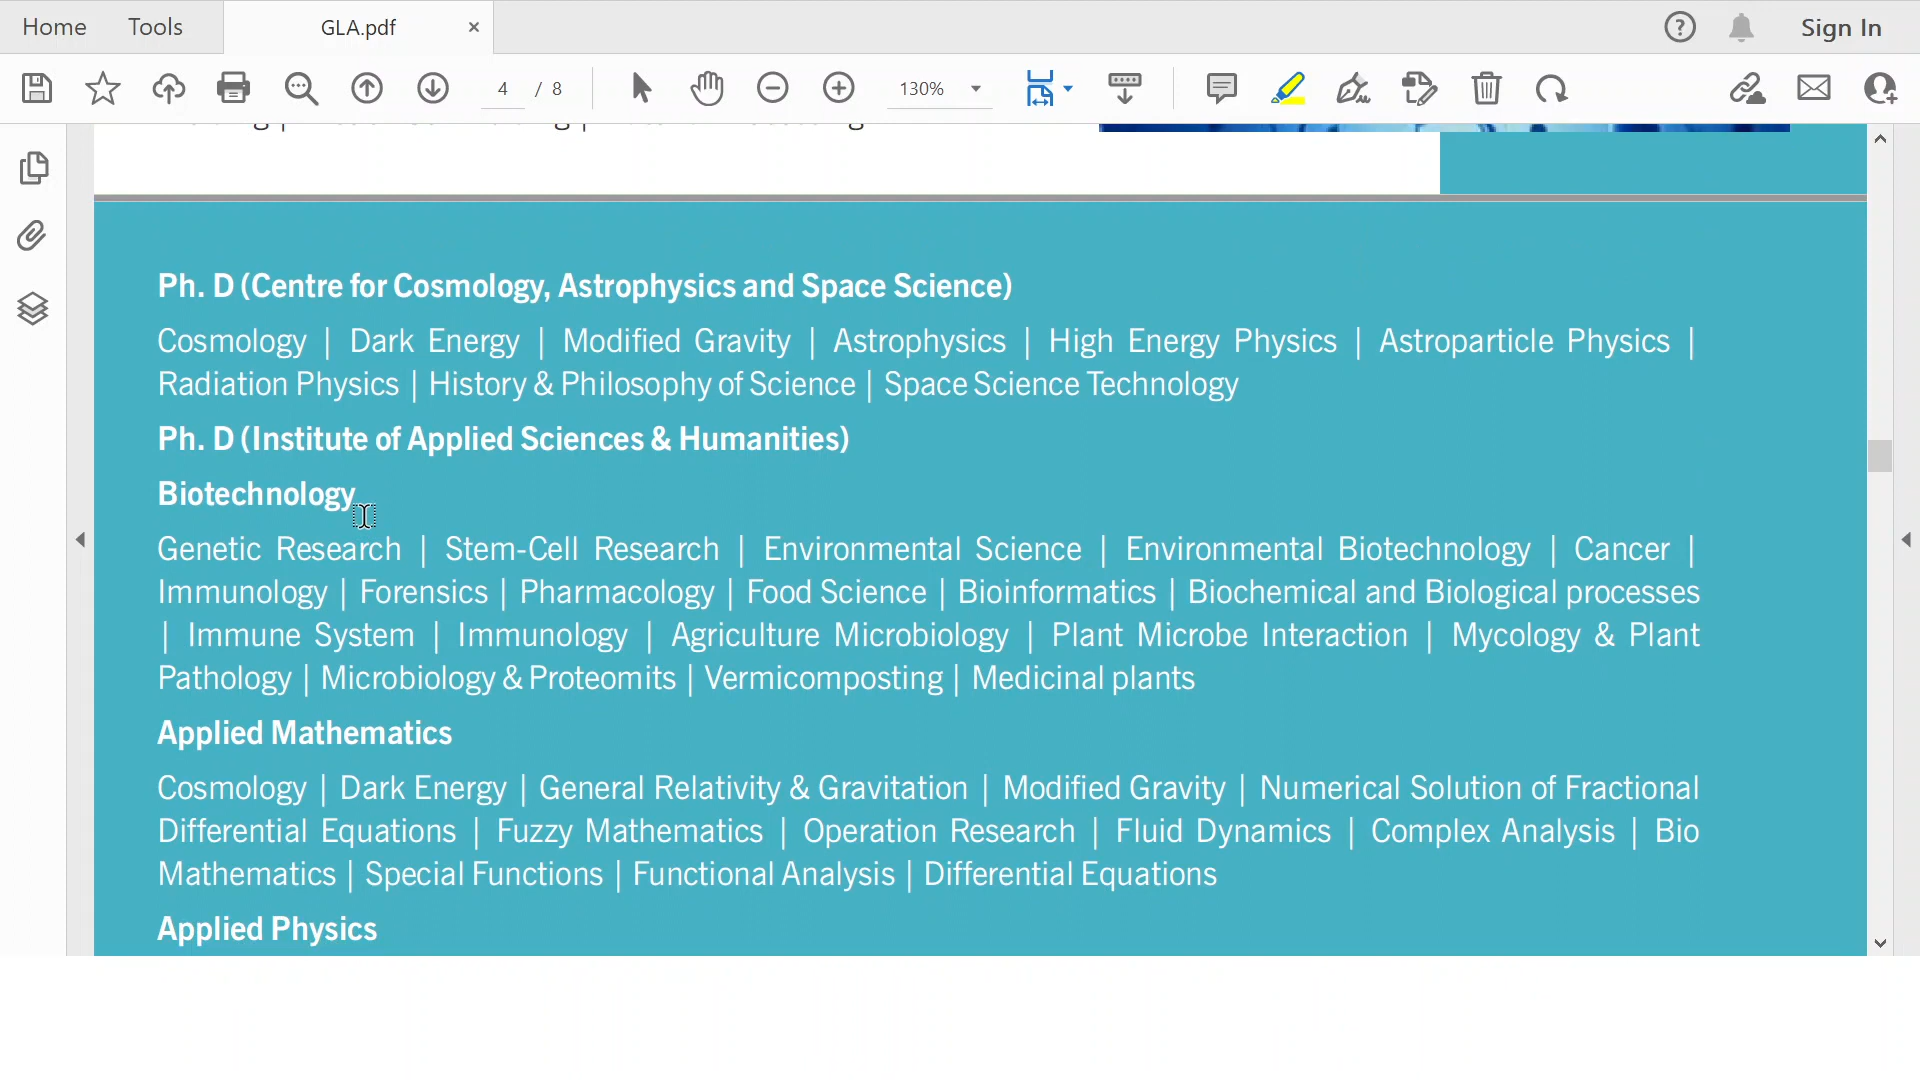 Home Tools GLA.pdf × ? Sign In
4 / 8 130%
Ph. D (Centre for Cosmology, Astrophysics and Space Science)
Cosmology | Dark Energy | Modified Gravity | Astrophysics | High Energy Physics | Astroparticle Physics |
Radiation Physics | History & Philosophy of Science | Space Science Technology
Ph. D (Institute of Applied Sciences & Humanities)
Biotechnology
Genetic Research | Stem-Cell Research | Environmental Science | Environmental Biotechnology | Cancer |
Immunology | Forensics | Pharmacology | Food Science | Bioinformatics | Biochemical and Biological processes
| Immune System | Immunology | Agriculture Microbiology | Plant Microbe Interaction | Mycology & Plant
Pathology | Microbiology & Proteomits | Vermicomposting | Medicinal plants
Applied Mathematics
Cosmology | Dark Energy | General Relativity & Gravitation | Modified Gravity | Numerical Solution of Fractional
Differential Equations | Fuzzy Mathematics | Operation Research | Fluid Dynamics | Complex Analysis | Bio
Mathematics | Special Functions | Functional Analysis | Differential Equations
Applied Physics